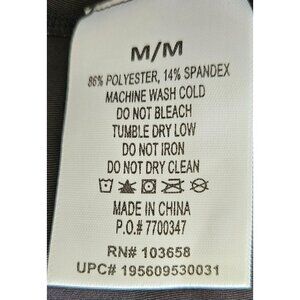 M/M
86% POLYESTER, 14% SPANDEX
MACHINE WASH COLD
DO NOT BLEACH
TUMBLE DRY LOW
DO NOT IRON
DO NOT DRY CLEAN
MADE IN CHINA
P.O.# 7700347
RN# 103658
UPC# 195609530031